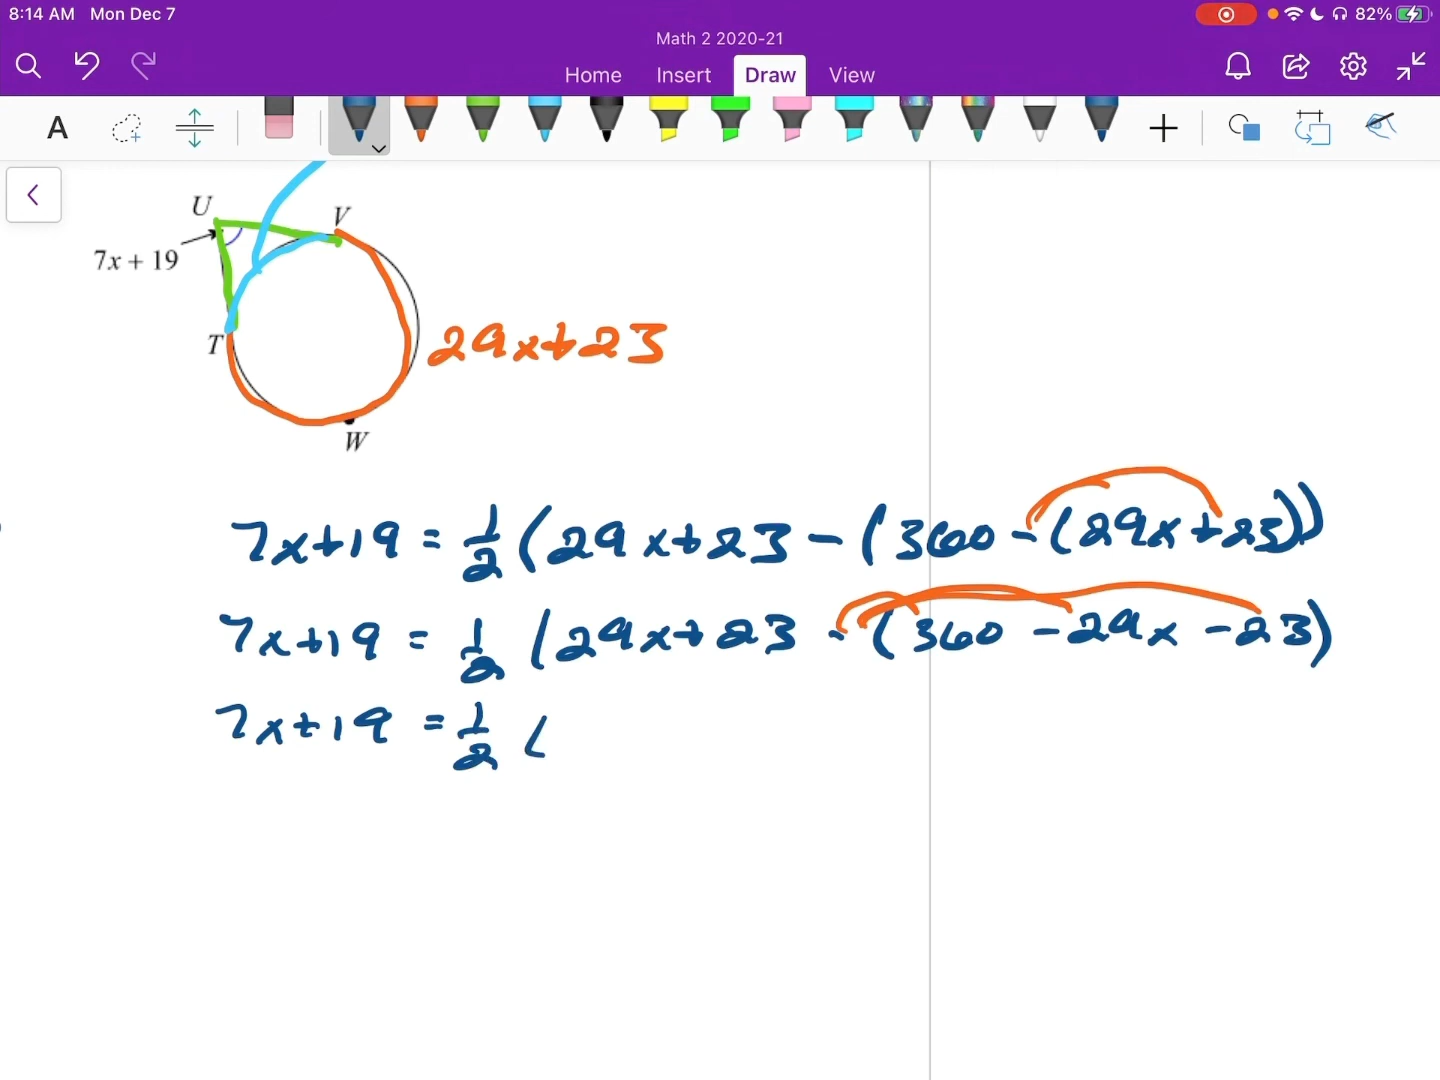 8:14 AM Mon Dec 7
82%
Math 2 2020-21
Home Insert Draw View
A
U
V
7x + 19
T
29x+23
W
7x+19 = 1/2 (29x+23 - (360 - (29x+23))
7x+19 = 1/2 (29x+23 - (360 - 29x - 23)
7x+19 = 1/2 (